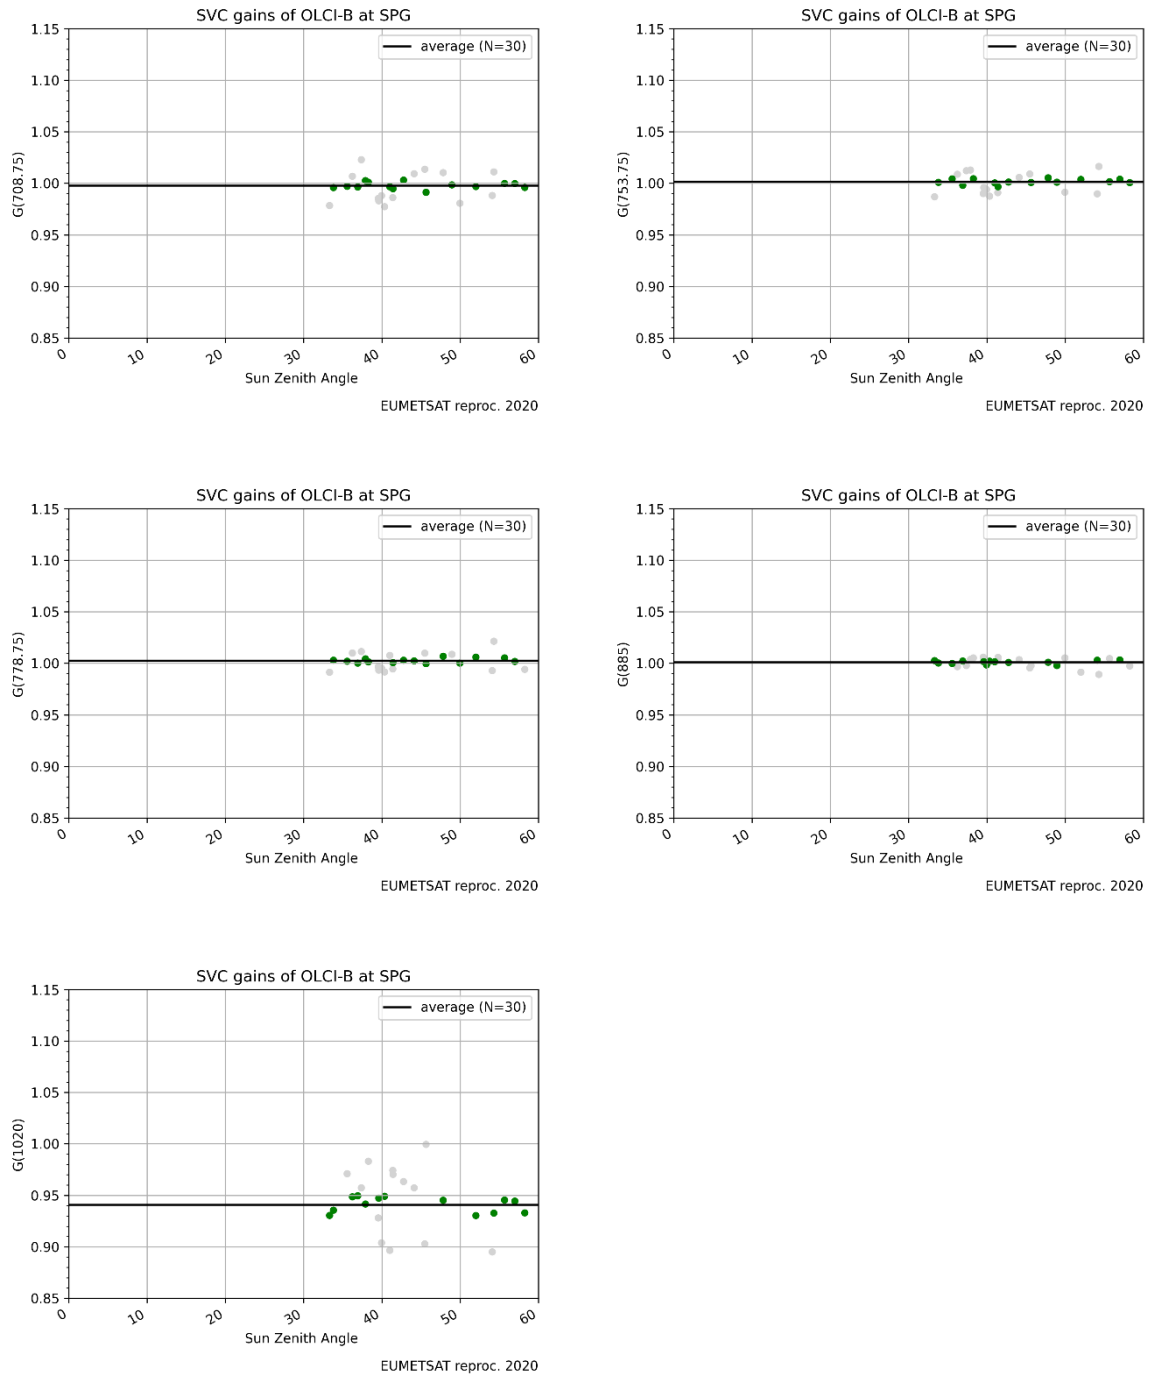 SVC gains of OLCI-B at SPG
average (N=30)
G(708.75)
1.15
1.10
1.05
1.00
0.95
0.90
0.85
0
10
20
30
40
50
60
Sun Zenith Angle
EUMETSAT reproc. 2020
SVC gains of OLCI-B at SPG
average (N=30)
G(753.75)
1.15
1.10
1.05
1.00
0.95
0.90
0.85
0
10
20
30
40
50
60
Sun Zenith Angle
EUMETSAT reproc. 2020
SVC gains of OLCI-B at SPG
average (N=30)
G(778.75)
1.15
1.10
1.05
1.00
0.95
0.90
0.85
0
10
20
30
40
50
60
Sun Zenith Angle
EUMETSAT reproc. 2020
SVC gains of OLCI-B at SPG
average (N=30)
G(885)
1.15
1.10
1.05
1.00
0.95
0.90
0.85
0
10
20
30
40
50
60
Sun Zenith Angle
EUMETSAT reproc. 2020
SVC gains of OLCI-B at SPG
average (N=30)
G(1020)
1.15
1.10
1.05
1.00
0.95
0.90
0.85
0
10
20
30
40
50
60
Sun Zenith Angle
EUMETSAT reproc. 2020